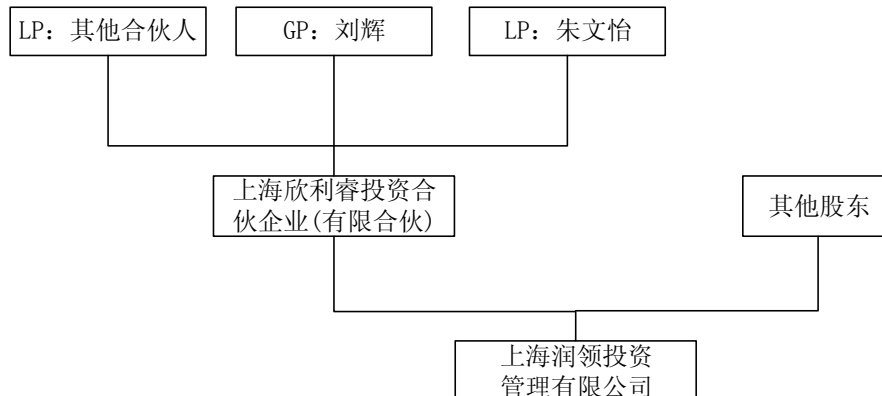 LP：其他合伙人
GP：刘辉
LP：朱文怡
上海欣利睿投资合
伙企业(有限合伙)
其他股东
上海润领投资
管理有限公司